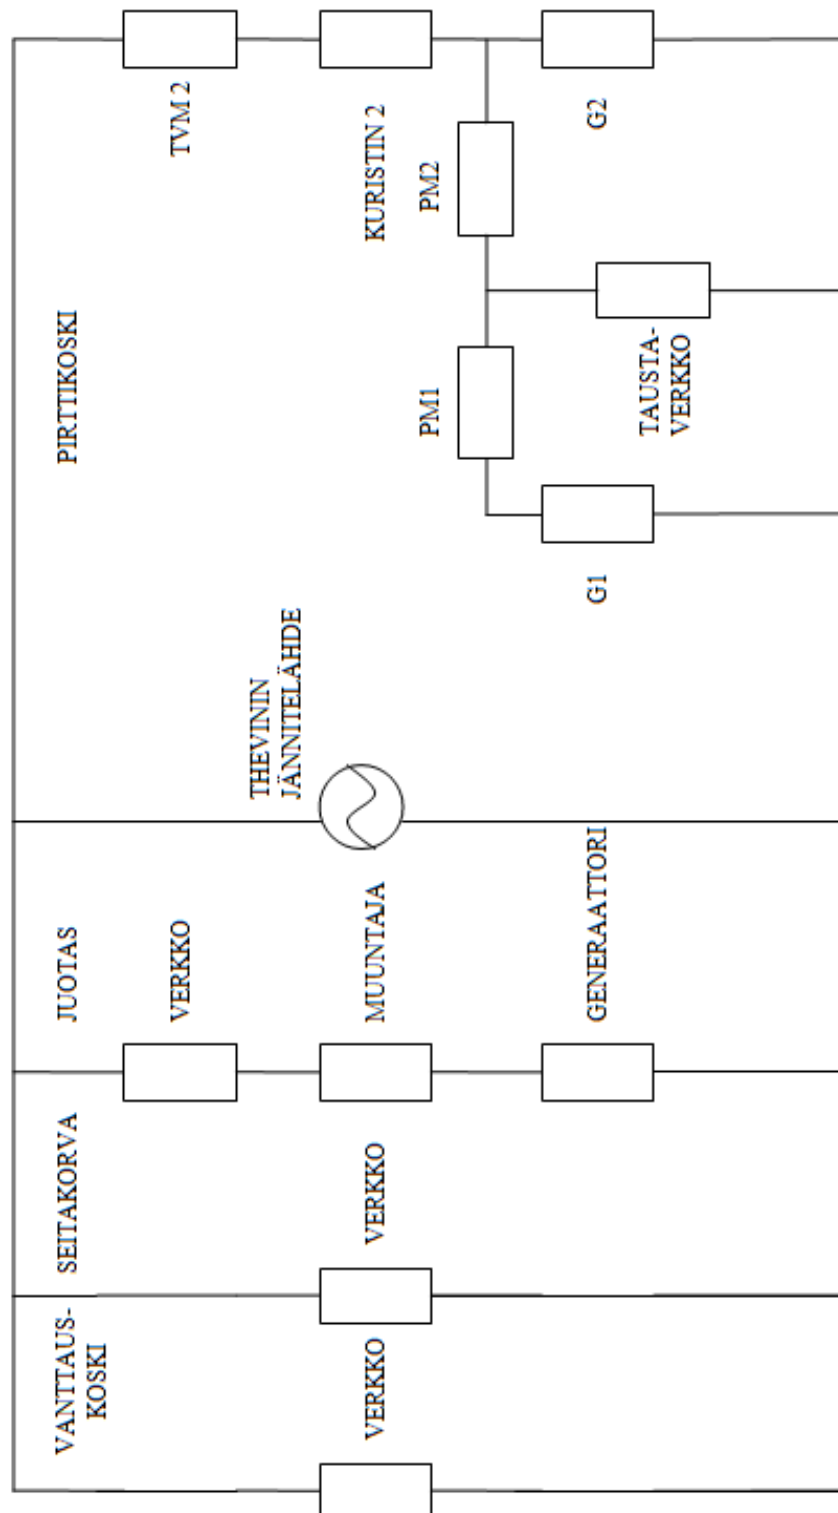 VANTTAUS-
KOSKI
SEITAKORVA
JUOTAS
PIRTTIKOSKI
VERKKO
TVM 2
THEVININ
JÄNNITELÄHDE
VERKKO
VERKKO
MUUNTAJA
KURISTIN 2
PM1
PM2
GENERAATTORI
G1
G2
TAUSTA-
VERKKO